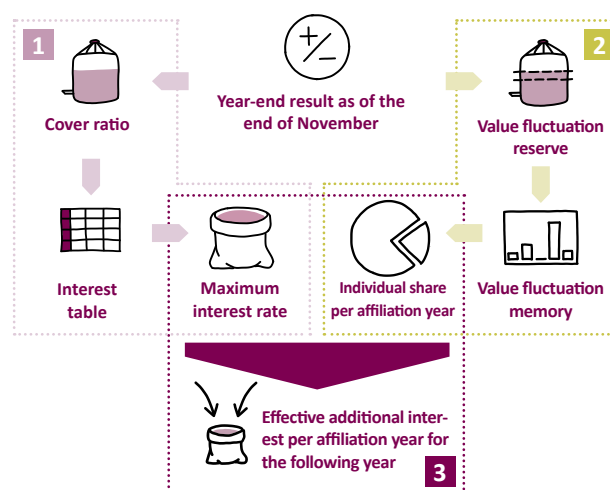 1
2
+/−
Year-end result as of the
end of November
Cover ratio
Value fluctuation
reserve
Interest
table
Maximum
interest rate
Individual share
per affiliation year
Value fluctuation
memory
Effective additional inter-
est per affiliation year for
the following year
3